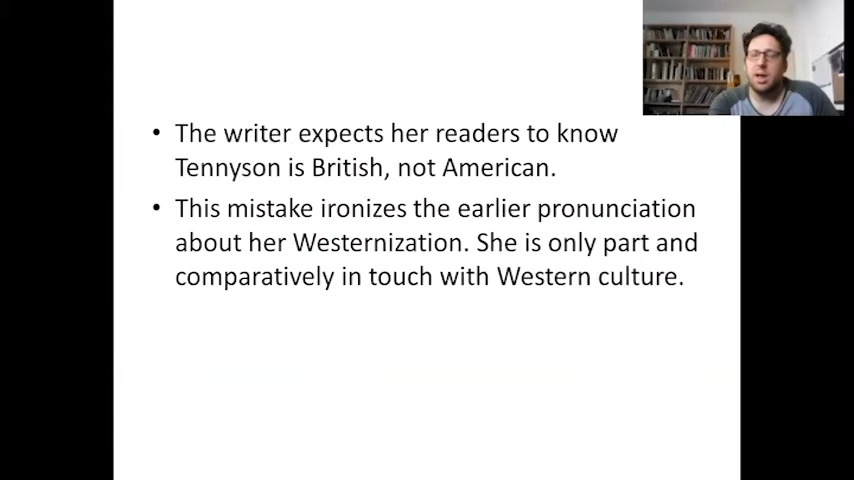 • The writer expects her readers to know
Tennyson is British, not American.
• This mistake ironizes the earlier pronunciation
about her Westernization. She is only part and
comparatively in touch with Western culture.